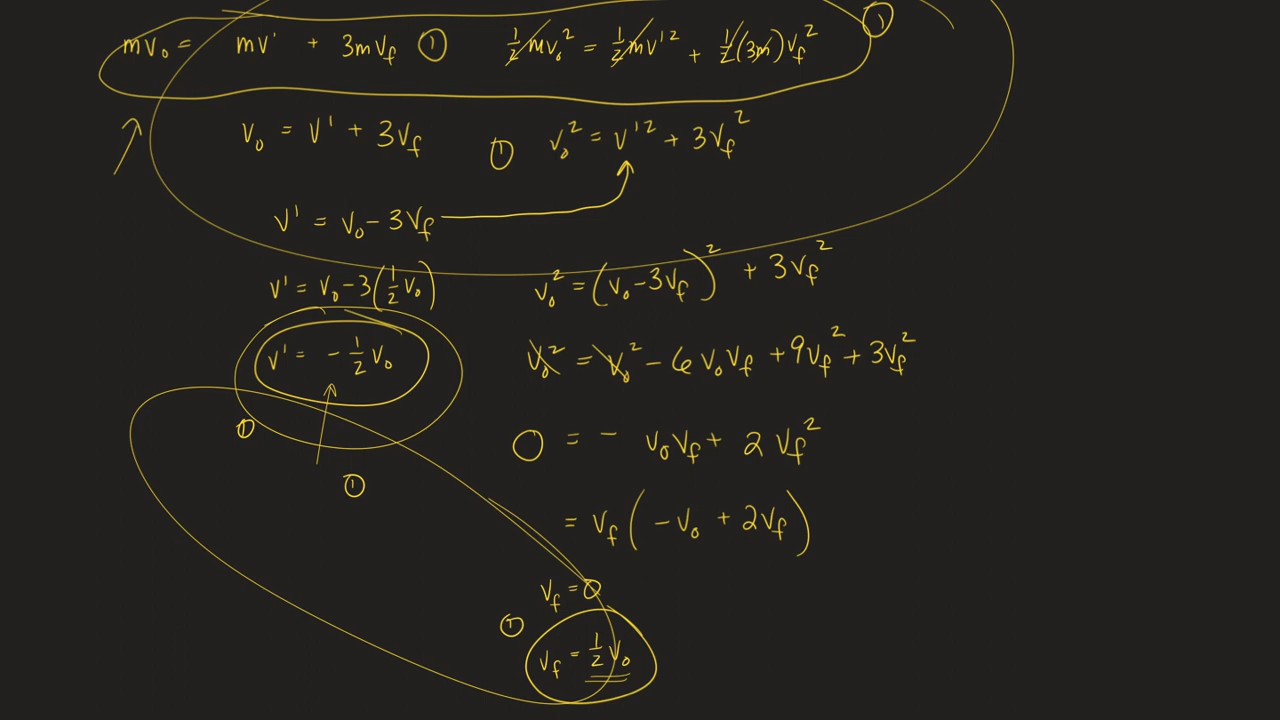 mv₀ = mv' + 3mv_f ① ½mv₀² = ½mv'² + ½(3m)v_f² ①
v₀ = v' + 3v_f ① v₀² = v'² + 3v_f²
v' = v₀ - 3v_f
v' = v₀ - 3(½v₀)
v' = -½v₀
①
①
v₀² = (v₀ - 3v_f)² + 3v_f²
v₀² = v₀² - 6v₀v_f + 9v_f² + 3v_f²
0 = - v₀v_f + 2v_f²
= v_f(-v₀ + 2v_f)
v_f = 0
① v_f = ½v₀